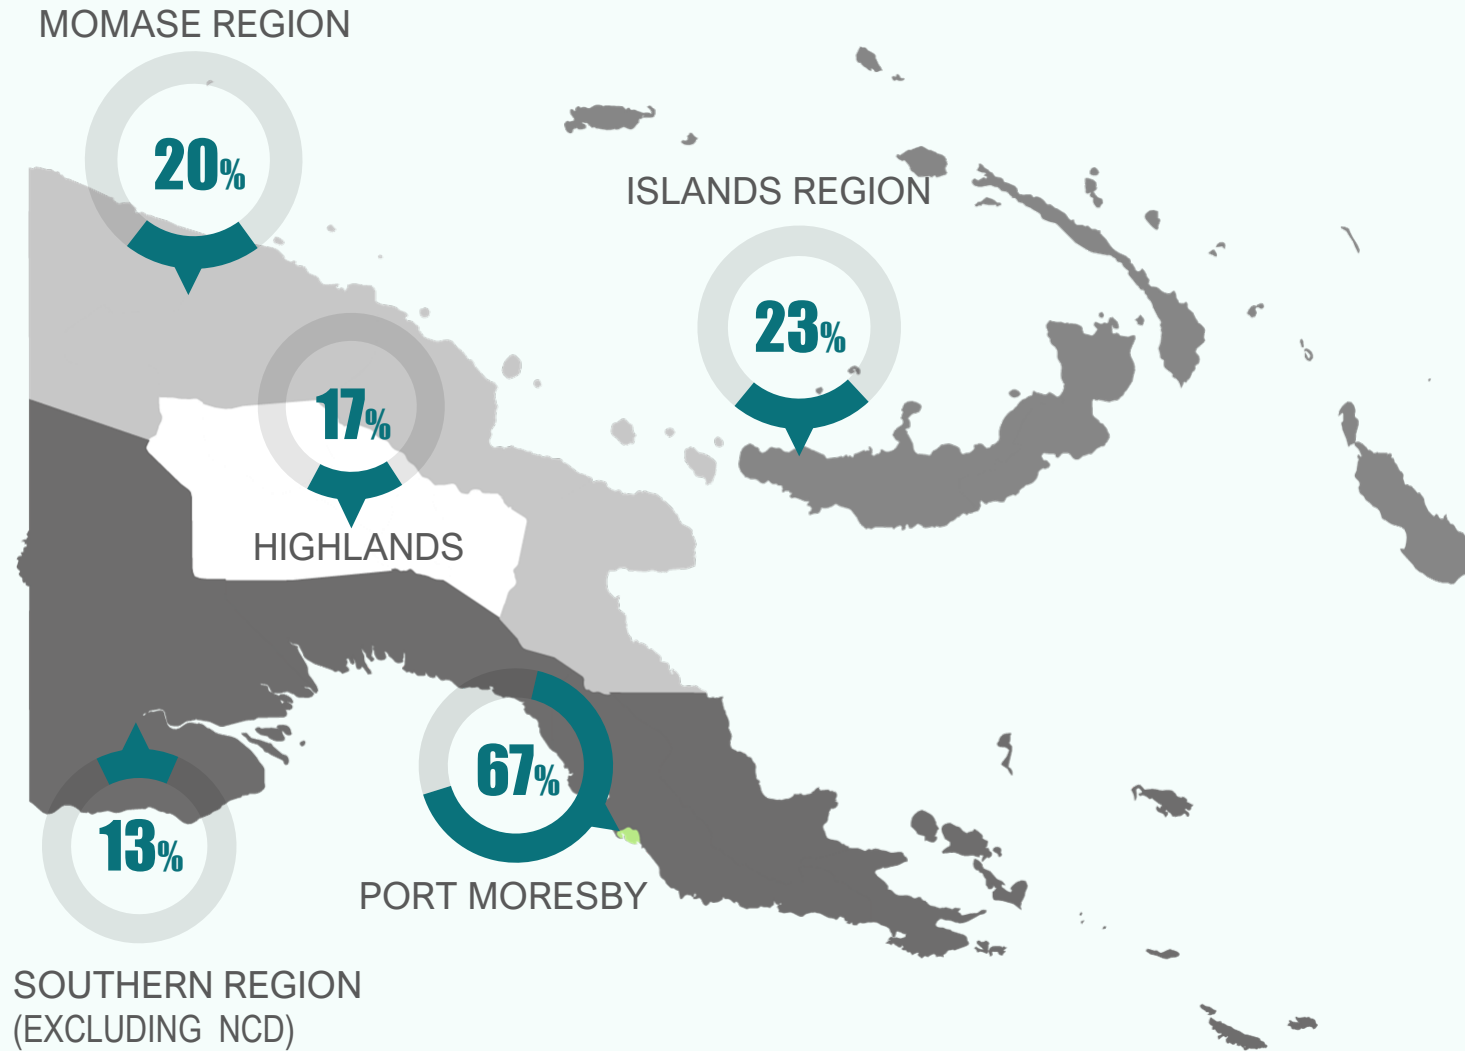 MOMASE REGION
20%
ISLANDS REGION
23%
17%
HIGHLANDS
67%
PORT MORESBY
13%
SOUTHERN REGION
(EXCLUDING NCD)